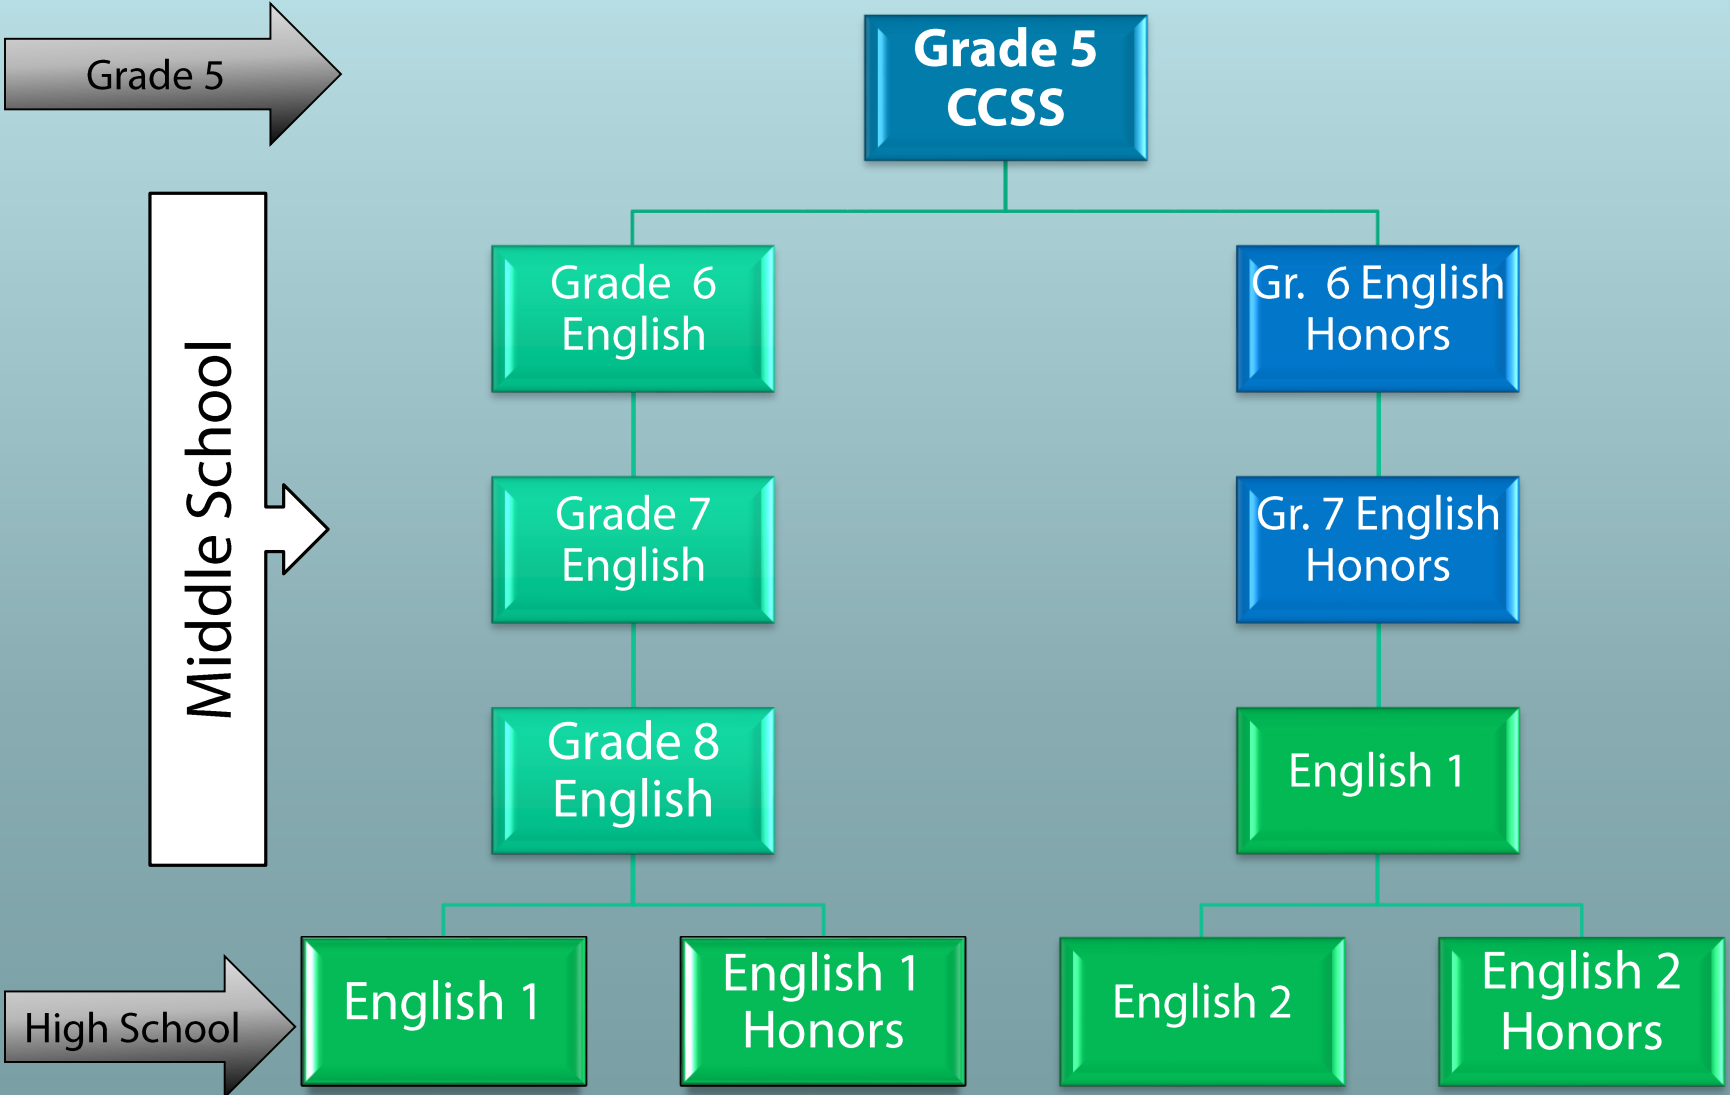 Grade 5
Grade 5
CCSS
Middle School
Grade 6
English
Gr. 6 English
Honors
Grade 7
English
Gr. 7 English
Honors
Grade 8
English
English 1
High School
English 1
English 1
Honors
English 2
English 2
Honors